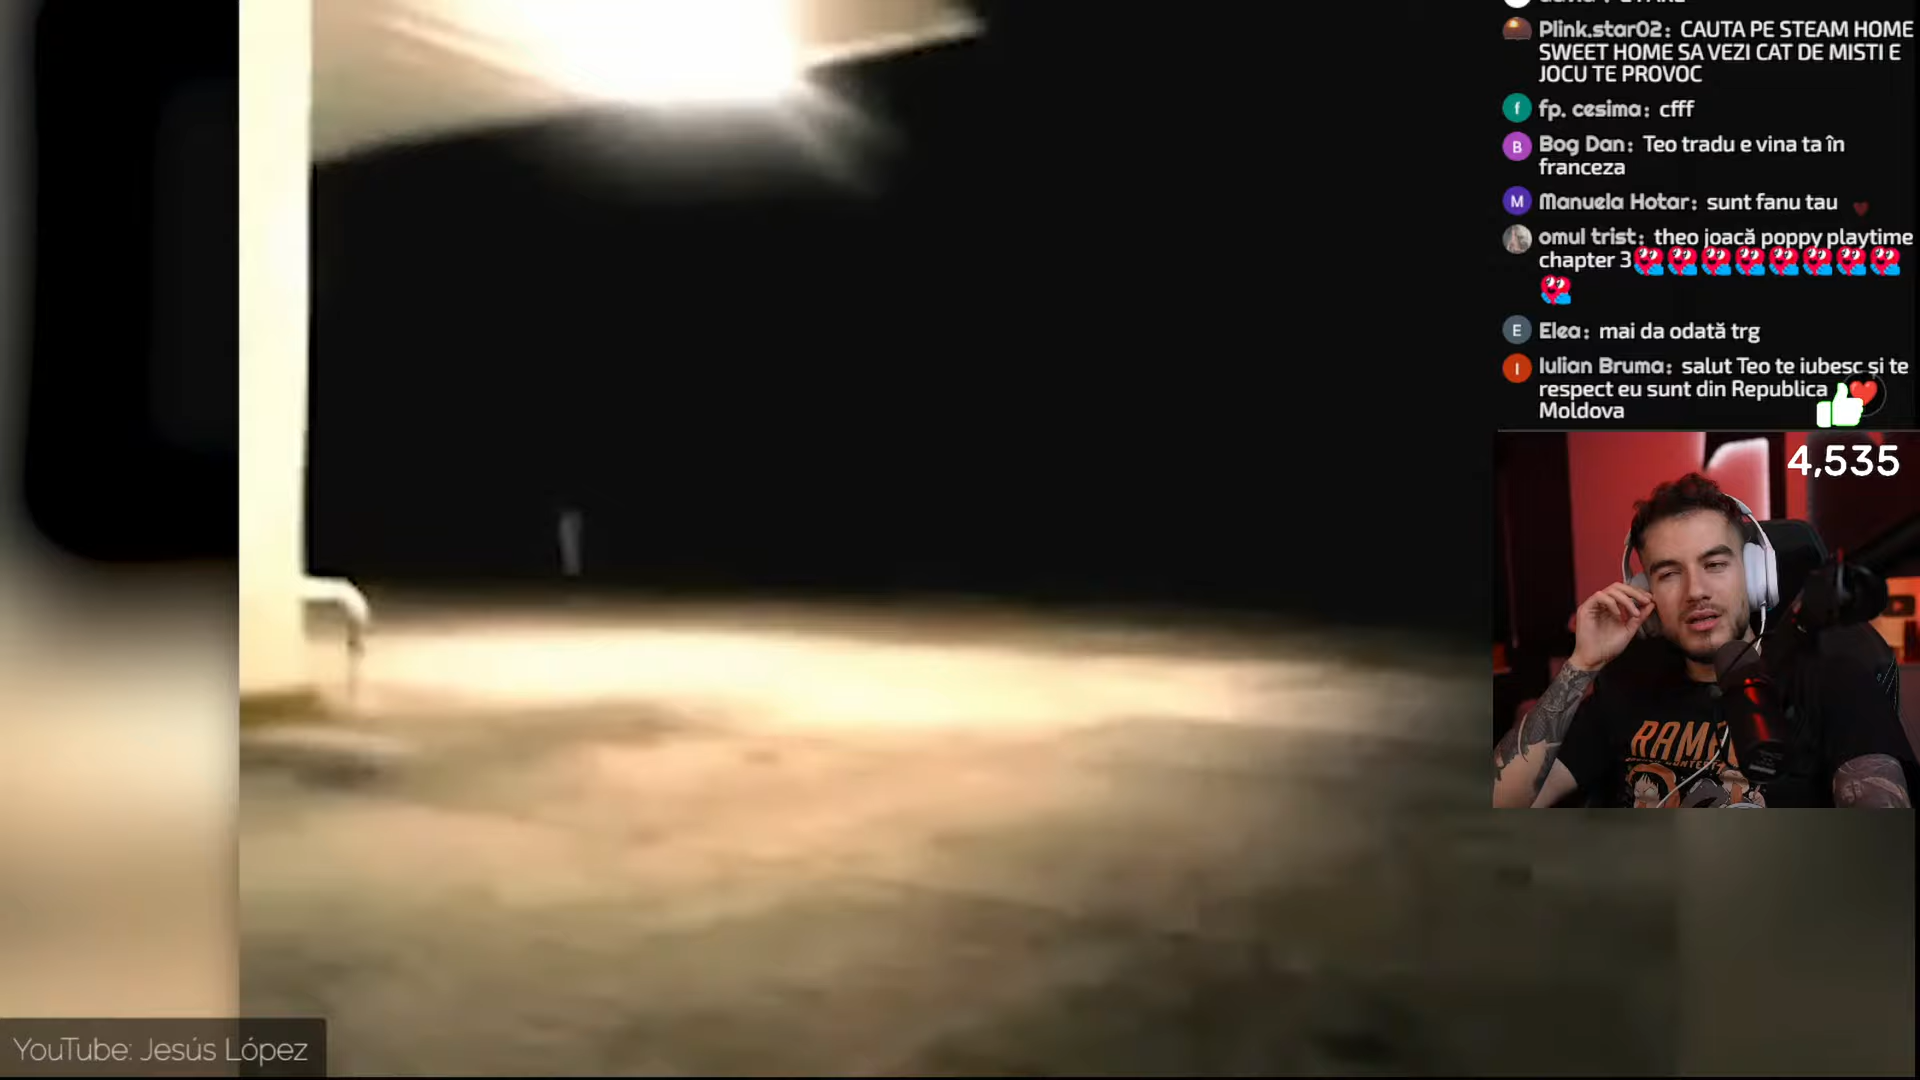 Plink.star02: CAUTA PE STEAM HOME
SWEET HOME SA VEZI CAT DE MISTI E
JOCU TE PROVOC
fp. cesima: cfff
Bog Dan: Teo tradu e vina ta în
franceza
Manuela Hotar: sunt fanu tau
omul trist: theo joacă poppy playtime
chapter 3
Elea: mai da odată trg
Iulian Bruma: salut Teo te iubesc și te
respect eu sunt din Republica
Moldova
4,535
YouTube: Jesús López